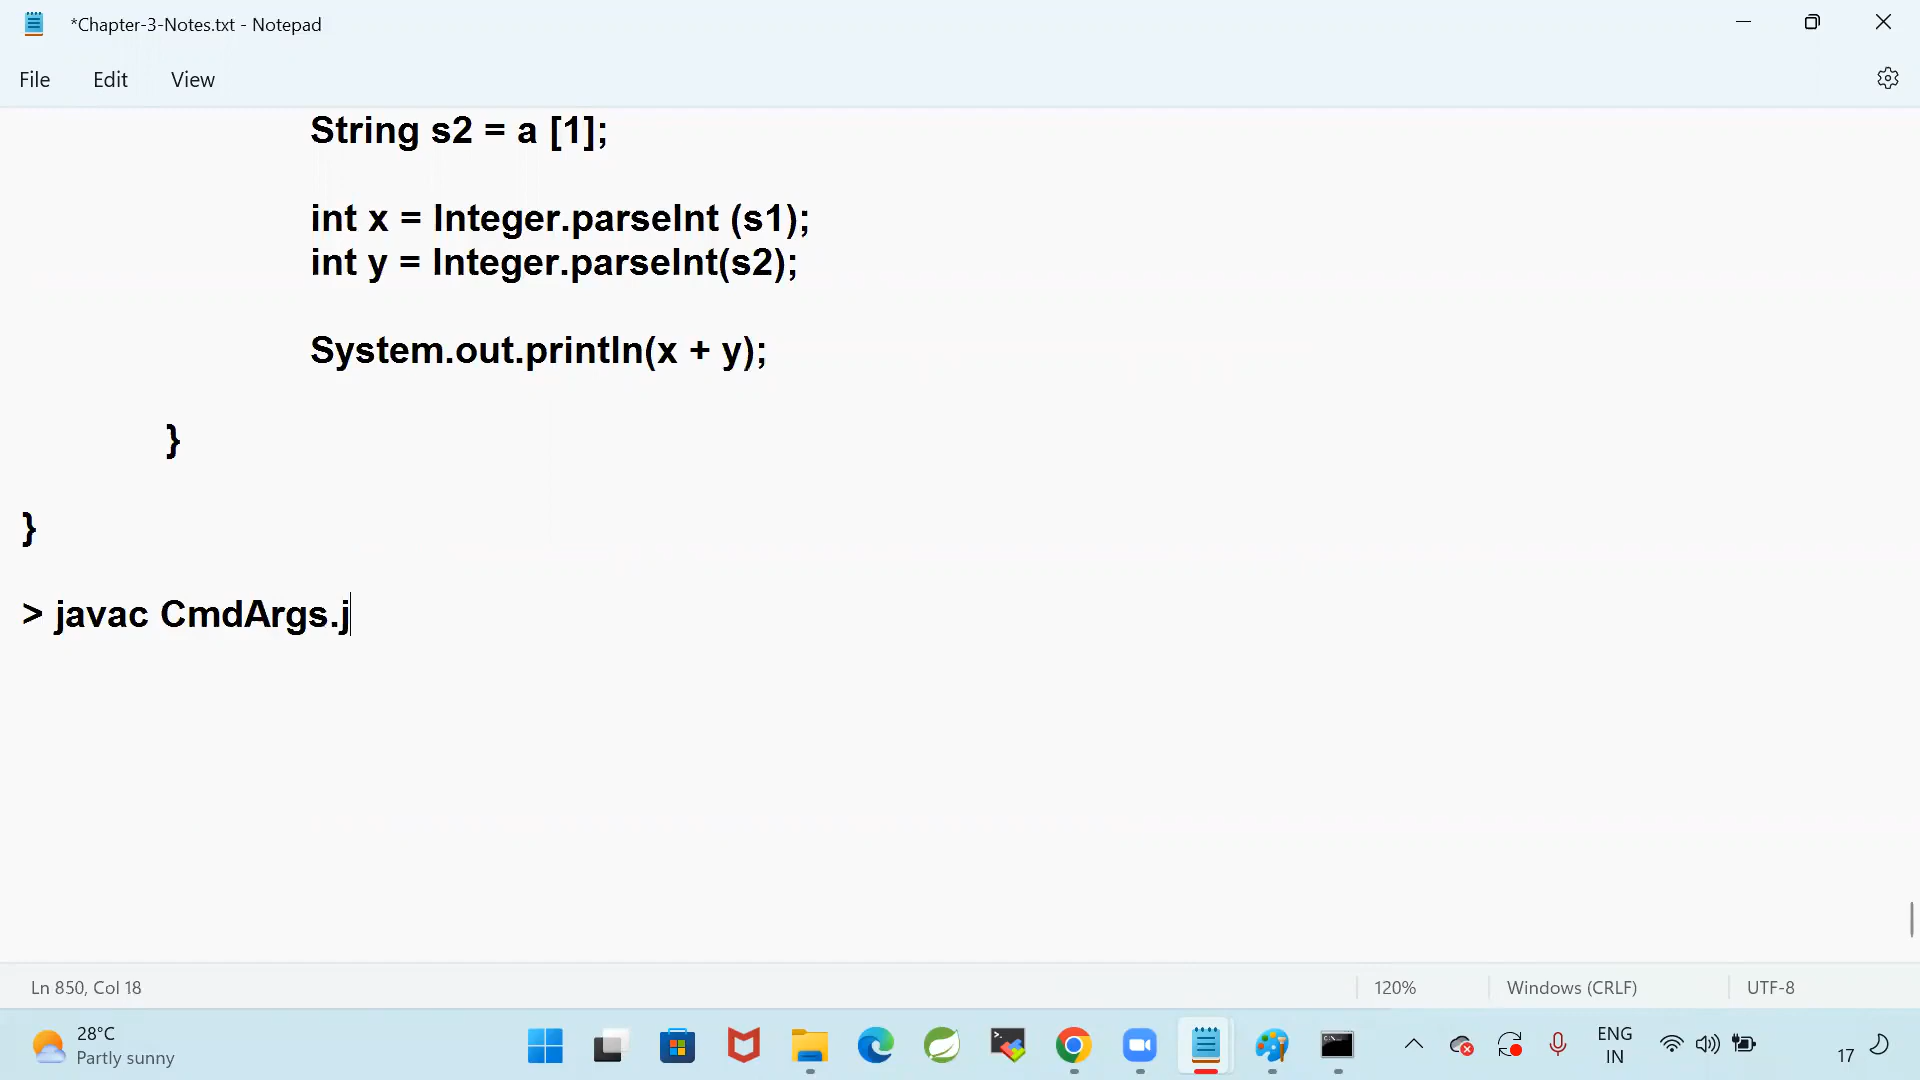 *Chapter-3-Notes.txt - Notepad
File Edit View
String s2 = a [1];
int x = Integer.parseInt (s1);
int y = Integer.parseInt(s2);
System.out.println(x + y);
}
}
> javac CmdArgs.j
Ln 850, Col 18 120% Windows (CRLF) UTF-8
28°C
Partly sunny
ENG
IN
17